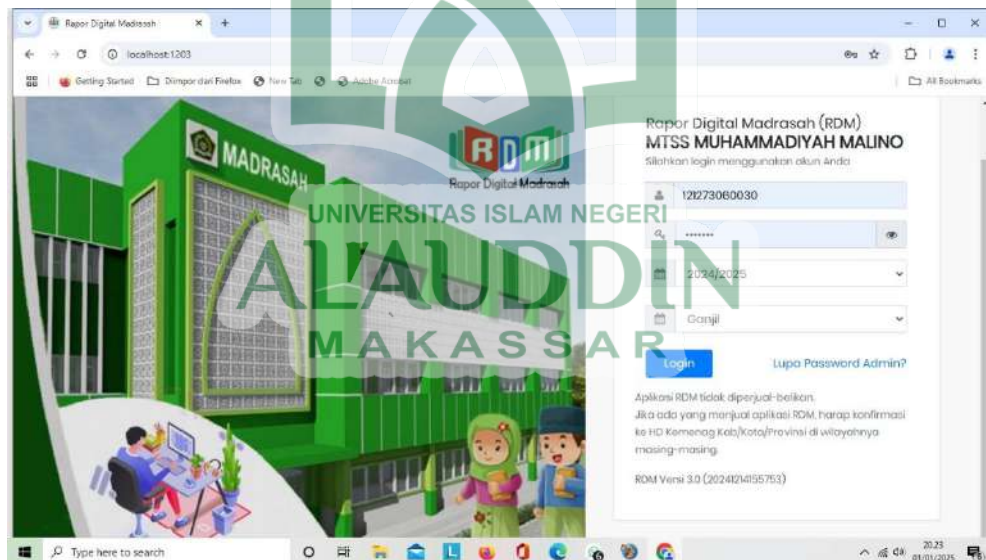 Rapor Digital Madrasah
localhost:1203
Getting Started
Diimpor dari Firefox
New Tab
Adobe Acrobat
All Bookmarks
MADRASAH
RDM
Rapor Digital Madrasah
Rapor Digital Madrasah (RDM)
MTSS MUHAMMADIYAH MALINO
Silahkan login menggunakan akun Anda
121273060030
2024/2025
Ganjil
Login
Lupa Password Admin?
Aplikasi RDM tidak diperjual-belikan.
Jika ada yang menjual aplikasi RDM, harap konfirmasi
ke HD Kemenag Kab/Kota/Provinsi di wilayahnya
masing-masing.
RDM Versi 3.0 (20241214155753)
UNIVERSITAS ISLAM NEGERI
ALAUDDIN
MAKASSAR
Type here to search
20.23
01/01/2025